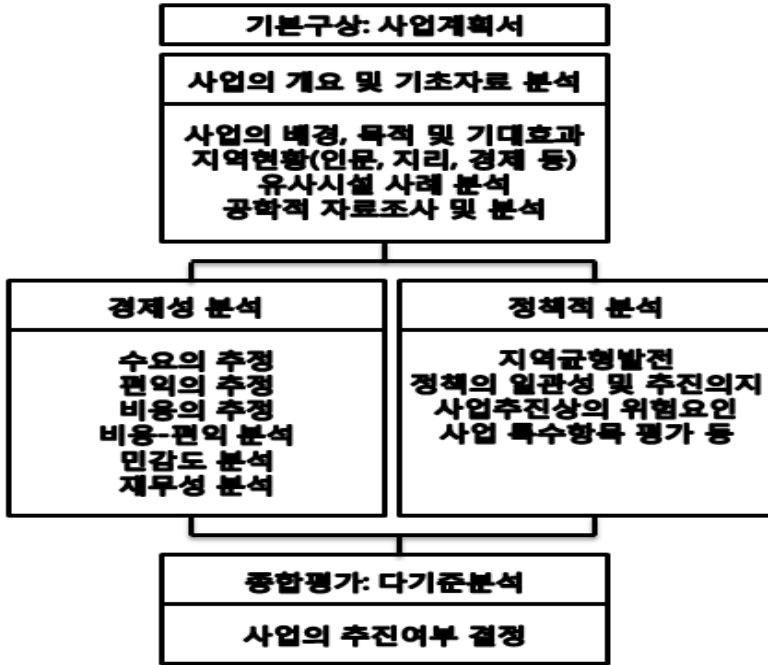 기본구상: 사업계획서
사업의 개요 및 기초자료 분석
사업의 배경, 목적 및 기대효과
지역현황(인문, 지리, 경제 등)
유사시설 사례 분석
공학적 자료조사 및 분석
경제성 분석
수요의 추정
편익의 추정
비용의 추정
비용-편익 분석
민감도 분석
재무성 분석
정책적 분석
지역균형발전
정책의 일관성 및 추진의지
사업추진상의 위험요인
사업 특수항목 평가 등
종합평가: 다기준분석
사업의 추진여부 결정